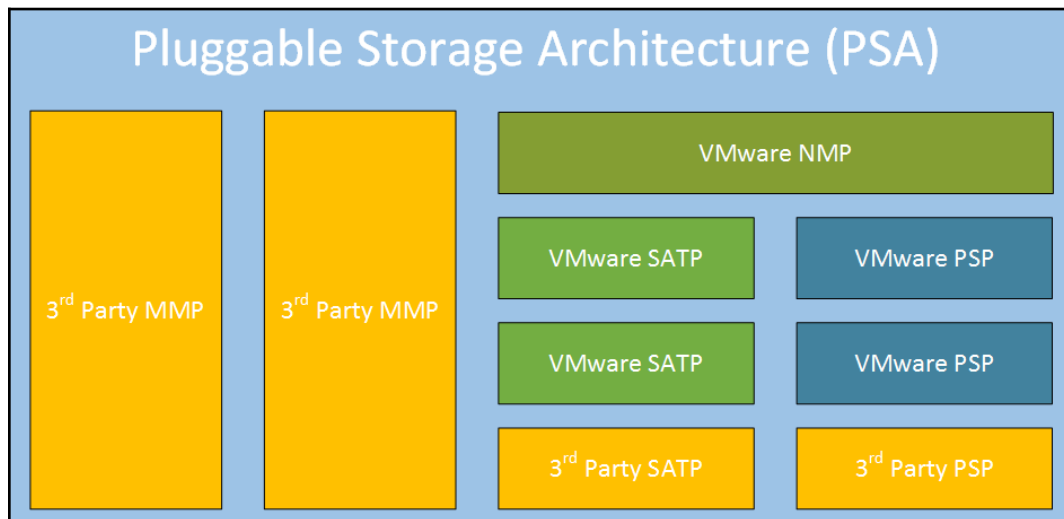 Pluggable Storage Architecture (PSA)
3rd Party MMP
3rd Party MMP
VMware NMP
VMware SATP
VMware PSP
VMware SATP
VMware PSP
3rd Party SATP
3rd Party PSP